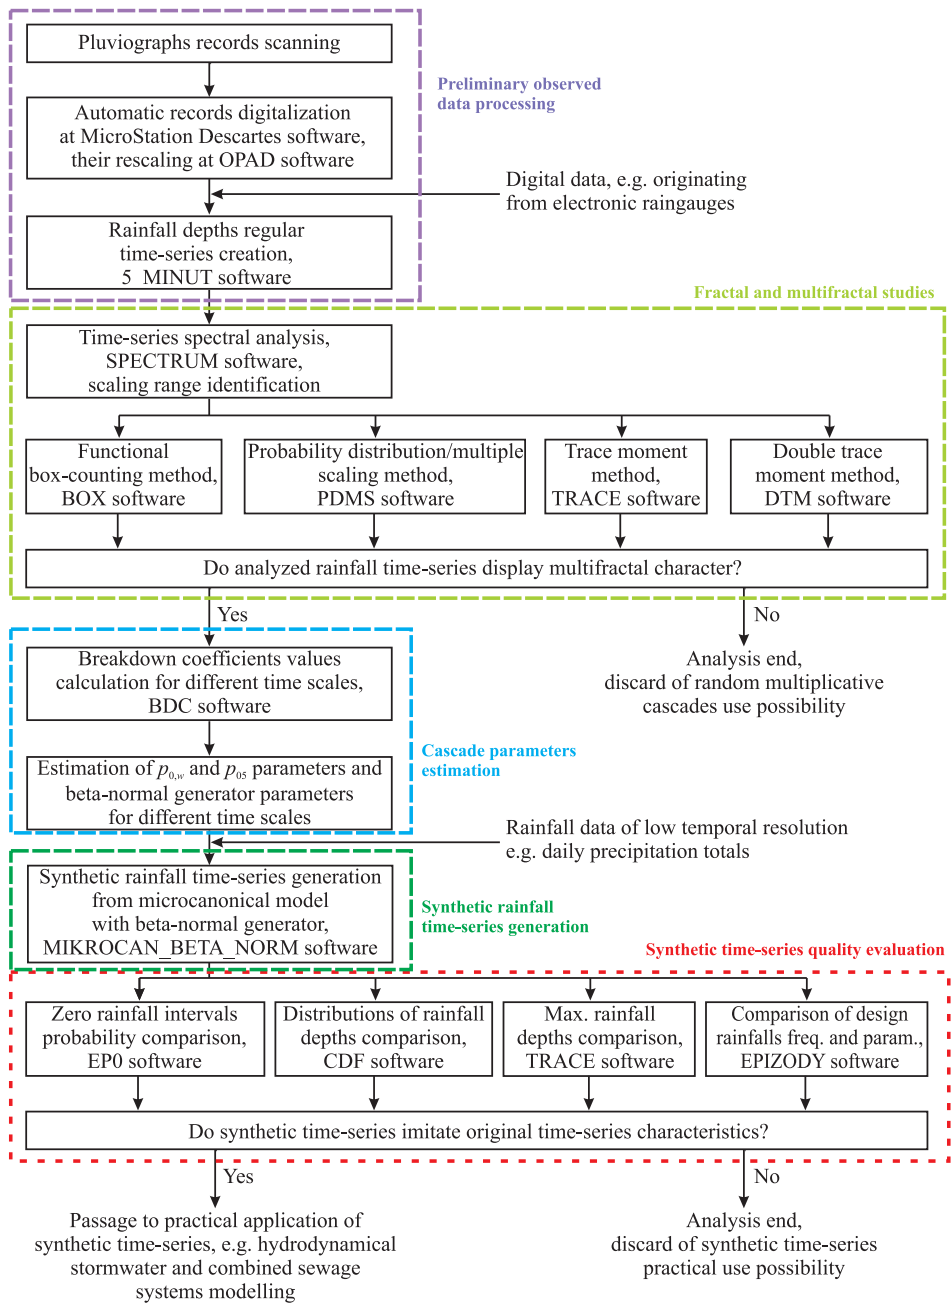 Pluviographs records scanning
Preliminary observed
data processing
Automatic records digitalization
at MicroStation Descartes software,
their rescaling at OPAD software
Digital data, e.g. originating
from electronic raingauges
Rainfall depths regular
time-series creation,
5_MINUT software
Fractal and multifractal studies
Time-series spectral analysis,
SPECTRUM software,
scaling range identification
Functional
box-counting method,
BOX software
Probability distribution/multiple
scaling method,
PDMS software
Trace moment
method,
TRACE software
Double trace
moment method,
DTM software
Do analyzed rainfall time-series display multifractal character?
Yes
No
Breakdown coefficients values
calculation for different time scales,
BDC software
Analysis end,
discard of random multiplicative
cascades use possibility
Cascade parameters
estimation
Estimation of p0,w and p05 parameters and
beta-normal generator parameters
for different time scales
Rainfall data of low temporal resolution
e.g. daily precipitation totals
Synthetic rainfall time-series generation
from microcanonical model
with beta-normal generator,
MIKROCAN_BETA_NORM software
Synthetic rainfall
time-series generation
Synthetic time-series quality evaluation
Zero rainfall intervals
probability comparison,
EP0 software
Distributions of rainfall
depths comparison,
CDF software
Max. rainfall
depths comparison,
TRACE software
Comparison of design
rainfalls freq. and param.,
EPIZODY software
Do synthetic time-series imitate original time-series characteristics?
Yes
No
Passage to practical application of
synthetic time-series, e.g. hydrodynamical
stormwater and combined sewage
systems modelling
Analysis end,
discard of synthetic time-series
practical use possibility